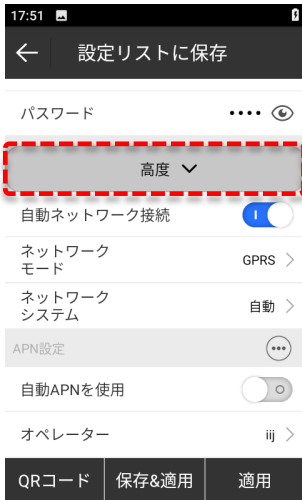 17:51
設定リストに保存
パスワード ••••
高度
自動ネットワーク接続
ネットワーク
モード
GPRS
ネットワーク
システム
自動
APN設定
自動APNを使用
オペレーター iij
QRコード 保存&適用 適用